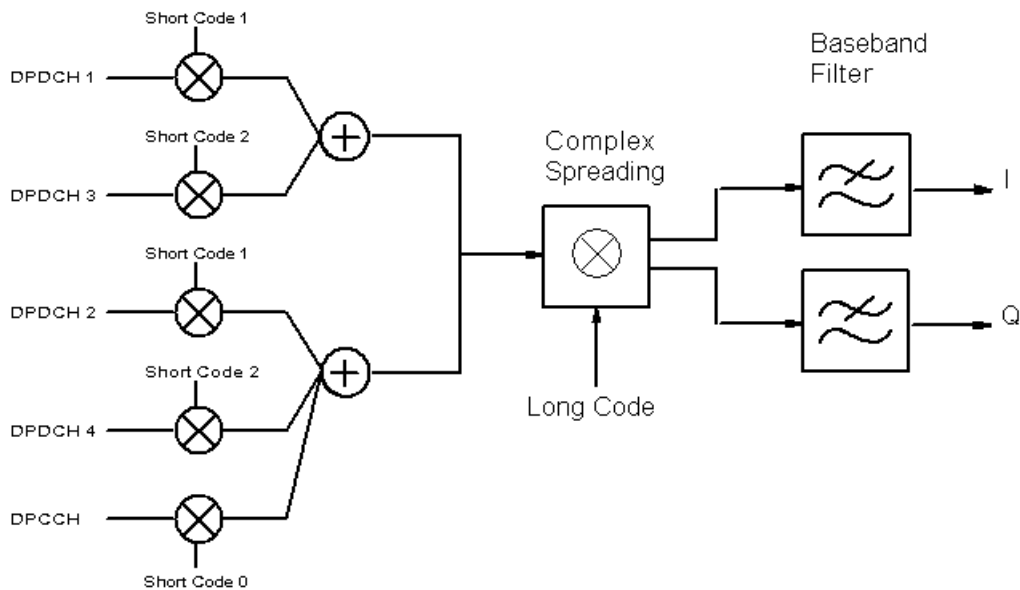 Short Code 1
DPDCH 1
Short Code 2
DPDCH 3
Short Code 1
DPDCH 2
Short Code 2
DPDCH 4
DPCCH
Short Code 0
Complex
Spreading
Long Code
Baseband
Filter
I
Q